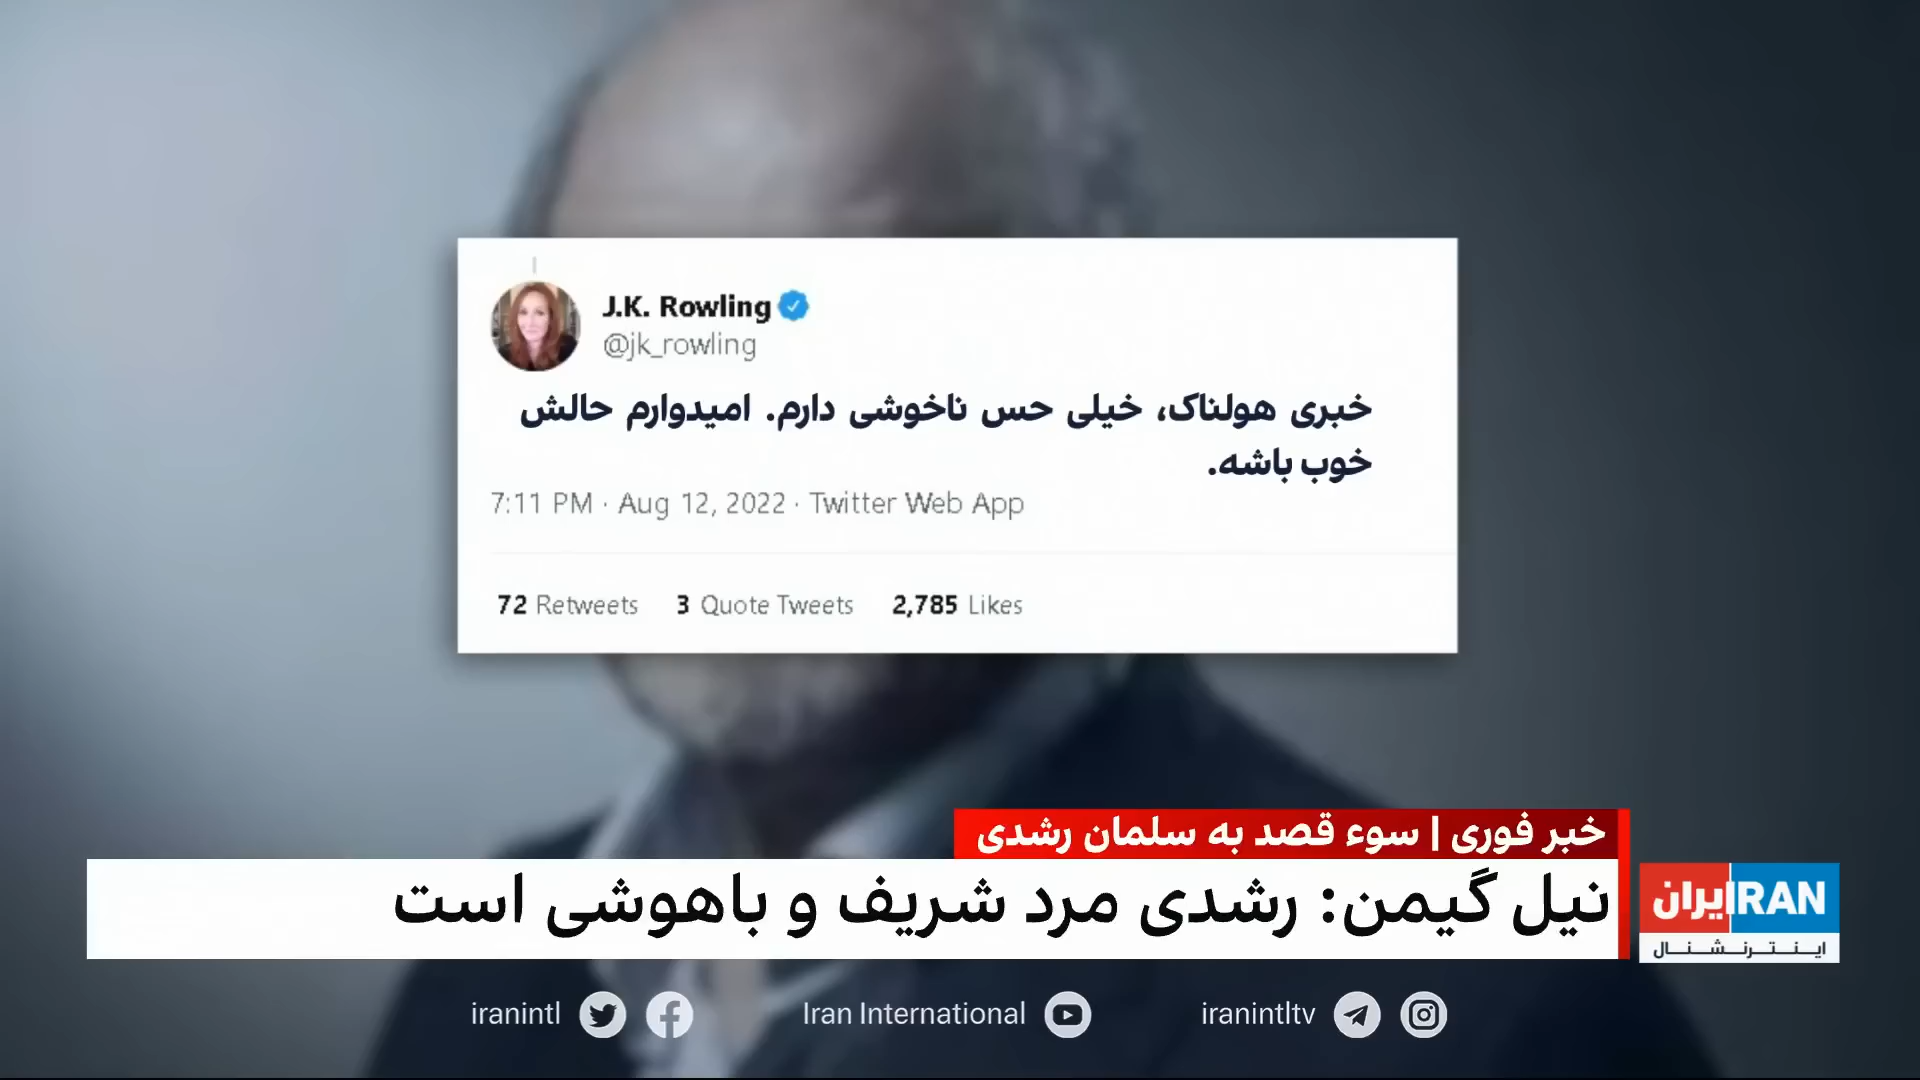 J.K. Rowling
@jk_rowling
خبری هولناک، خیلی حس ناخوشی دارم. امیدوارم حالش
خوب باشه.
7:11 PM · Aug 12, 2022 · Twitter Web App
72 Retweets 3 Quote Tweets 2,785 Likes
خبر فوری | سوء قصد به سلمان رشدی
نیل گیمن: رشدی مرد شریف و باهوشی است
ایران IRAN
اینترنشنال
iranintl
Iran International
iranintltv